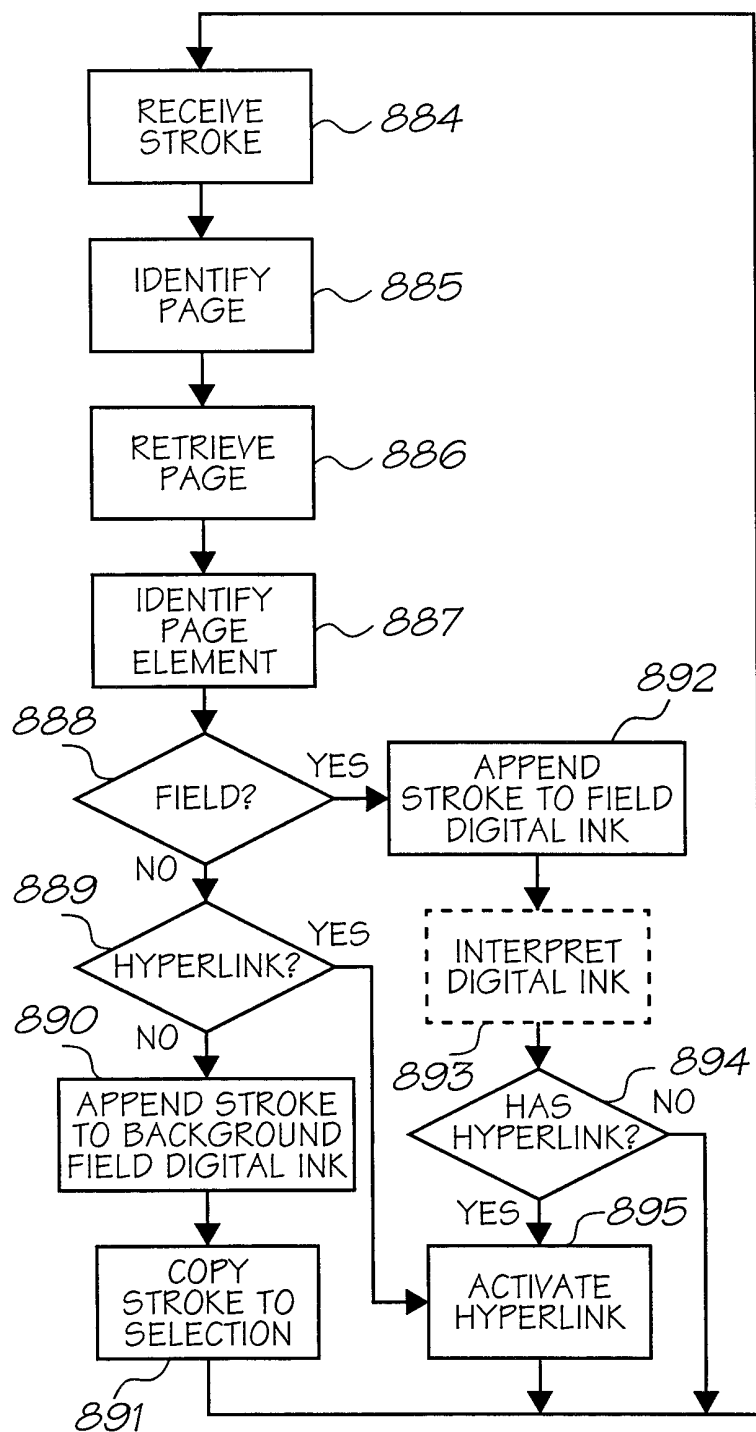 RECEIVE
STROKE
884
IDENTIFY
PAGE
885
RETRIEVE
PAGE
886
IDENTIFY
PAGE
ELEMENT
887
888
FIELD?
YES
NO
892
APPEND
STROKE TO FIELD
DIGITAL INK
889
HYPERLINK?
YES
NO
INTERPRET
DIGITAL INK
893
890
APPEND STROKE
TO BACKGROUND
FIELD DIGITAL INK
894
HAS
HYPERLINK?
NO
YES
895
COPY
STROKE TO
SELECTION
891
ACTIVATE
HYPERLINK